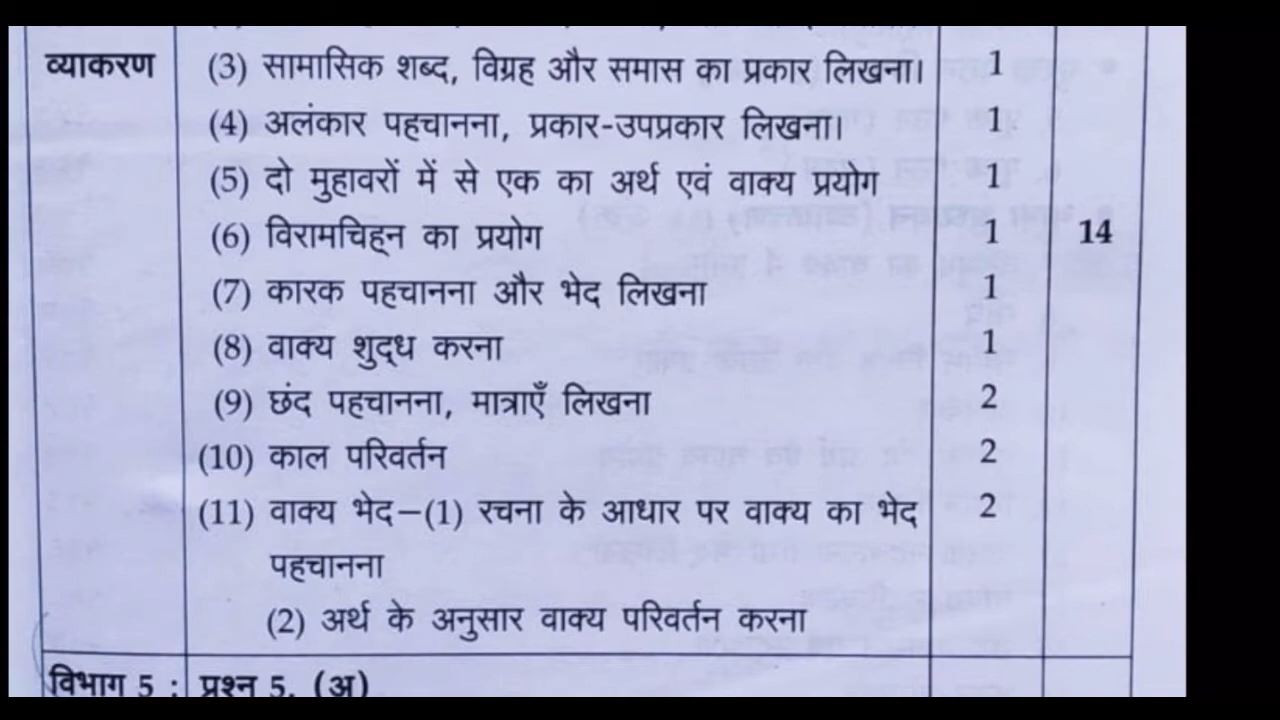 व्याकरण (3) सामासिक शब्द, विग्रह और समास का प्रकार लिखना। 1
(4) अलंकार पहचानना, प्रकार-उपप्रकार लिखना। 1
(5) दो मुहावरों में से एक का अर्थ एवं वाक्य प्रयोग 1
(6) विरामचिह्न का प्रयोग 1 14
(7) कारक पहचानना और भेद लिखना 1
(8) वाक्य शुद्ध करना 1
(9) छंद पहचानना, मात्राएँ लिखना 2
(10) काल परिवर्तन 2
(11) वाक्य भेद–(1) रचना के आधार पर वाक्य का भेद 2
पहचानना
(2) अर्थ के अनुसार वाक्य परिवर्तन करना
विभाग 5 : प्रश्न 5. (अ)